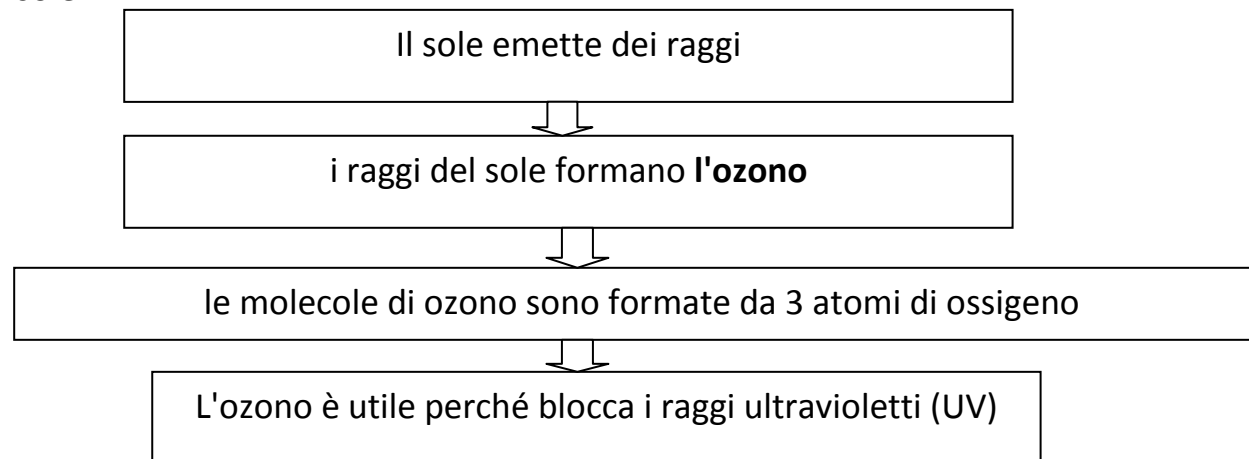 Il sole emette dei raggi
i raggi del sole formano l'ozono
le molecole di ozono sono formate da 3 atomi di ossigeno
L'ozono è utile perché blocca i raggi ultravioletti (UV)